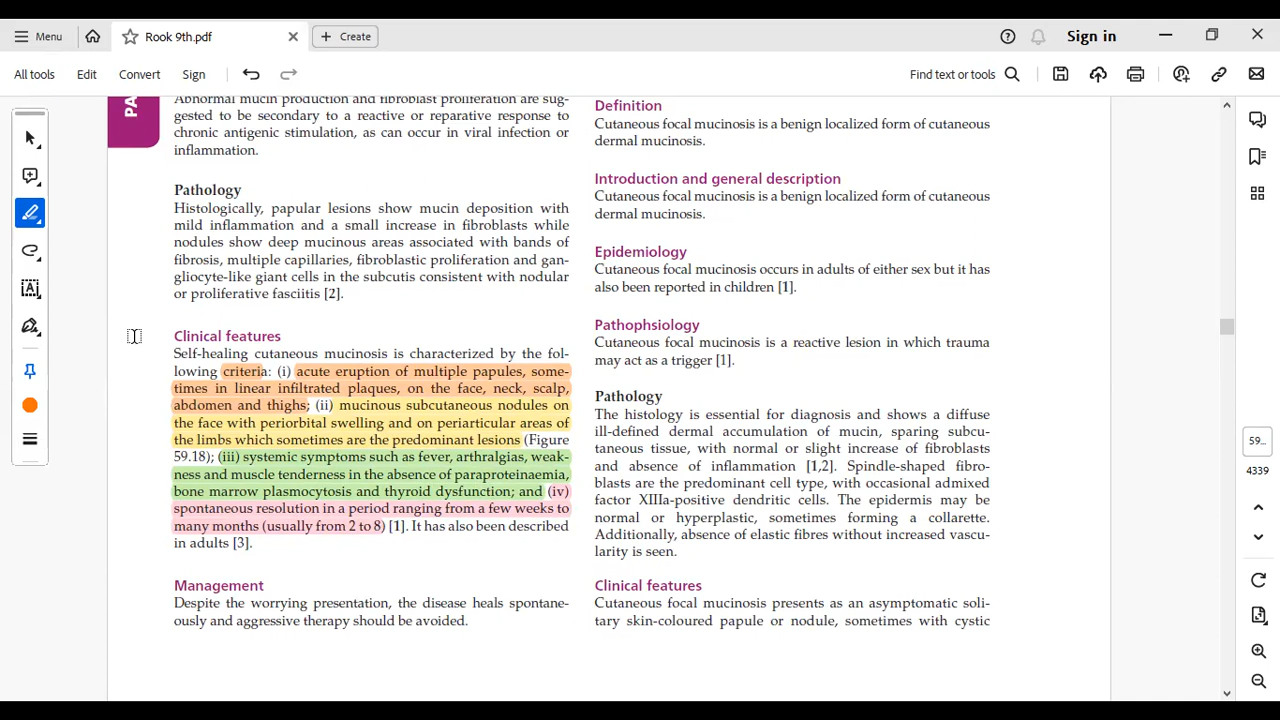 Menu
Rook 9th.pdf
Create
Sign in
All tools
Edit
Convert
Sign
Find text or tools
PA
Abnormal mucin production and fibroblast proliferation are sug-
gested to be secondary to a reactive or reparative response to
chronic antigenic stimulation, as can occur in viral infection or
inflammation.
Pathology
Histologically, papular lesions show mucin deposition with
mild inflammation and a small increase in fibroblasts while
nodules show deep mucinous areas associated with bands of
fibrosis, multiple capillaries, fibroblastic proliferation and gan-
gliocyte-like giant cells in the subcutis consistent with nodular
or proliferative fasciitis [2].
Clinical features
Self-healing cutaneous mucinosis is characterized by the fol-
lowing criteria: (i) acute eruption of multiple papules, some-
times in linear infiltrated plaques, on the face, neck, scalp,
abdomen and thighs; (ii) mucinous subcutaneous nodules on
the face with periorbital swelling and on periarticular areas of
the limbs which sometimes are the predominant lesions (Figure
59.18); (iii) systemic symptoms such as fever, arthralgias, weak-
ness and muscle tenderness in the absence of paraproteinaemia,
bone marrow plasmocytosis and thyroid dysfunction; and (iv)
spontaneous resolution in a period ranging from a few weeks to
many months (usually from 2 to 8) [1]. It has also been described
in adults [3].
Management
Despite the worrying presentation, the disease heals spontane-
ously and aggressive therapy should be avoided.
Definition
Cutaneous focal mucinosis is a benign localized form of cutaneous
dermal mucinosis.
Introduction and general description
Cutaneous focal mucinosis is a benign localized form of cutaneous
dermal mucinosis.
Epidemiology
Cutaneous focal mucinosis occurs in adults of either sex but it has
also been reported in children [1].
Pathophsiology
Cutaneous focal mucinosis is a reactive lesion in which trauma
may act as a trigger [1].
Pathology
The histology is essential for diagnosis and shows a diffuse
ill-defined dermal accumulation of mucin, sparing subcu-
taneous tissue, with normal or slight increase of fibroblasts
and absence of inflammation [1,2]. Spindle-shaped fibro-
blasts are the predominant cell type, with occasional admixed
factor XIIIa-positive dendritic cells. The epidermis may be
normal or hyperplastic, sometimes forming a collarette.
Additionally, absence of elastic fibres without increased vascu-
larity is seen.
Clinical features
Cutaneous focal mucinosis presents as an asymptomatic soli-
tary skin-coloured papule or nodule, sometimes with cystic
59...
4339